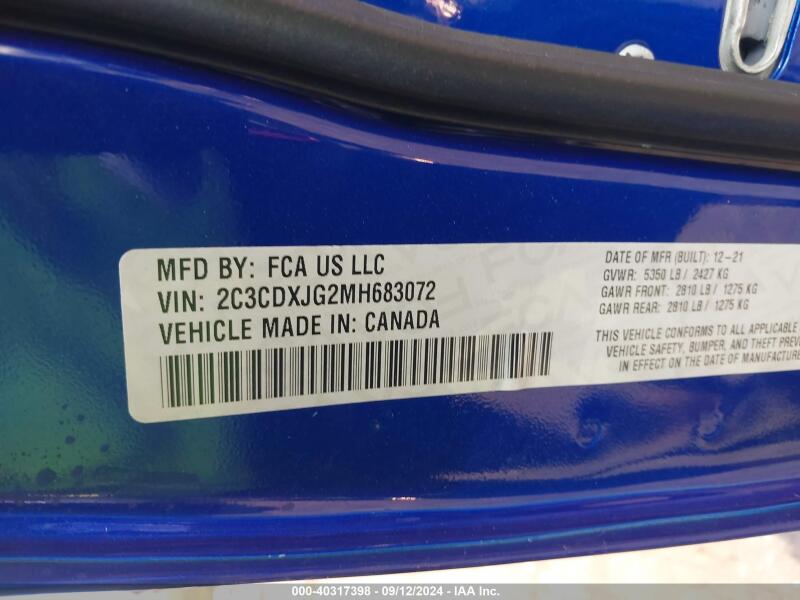 MFD BY: FCA US LLC
VIN: 2C3CDXJG2MH683072
VEHICLE MADE IN: CANADA
DATE OF MFR (BUILT): 12-21
GVWR: 5350 LB / 2427 KG
GAWR FRONT: 2810 LB / 1275 KG
GAWR REAR: 2810 LB / 1275 KG
THIS VEHICLE CONFORMS TO ALL APPLICABLE
VEHICLE SAFETY, BUMPER, AND THEFT PREV
IN EFFECT ON THE DATE OF MANUFACTURE
000-40317398 - 09/12/2024 - IAA Inc.